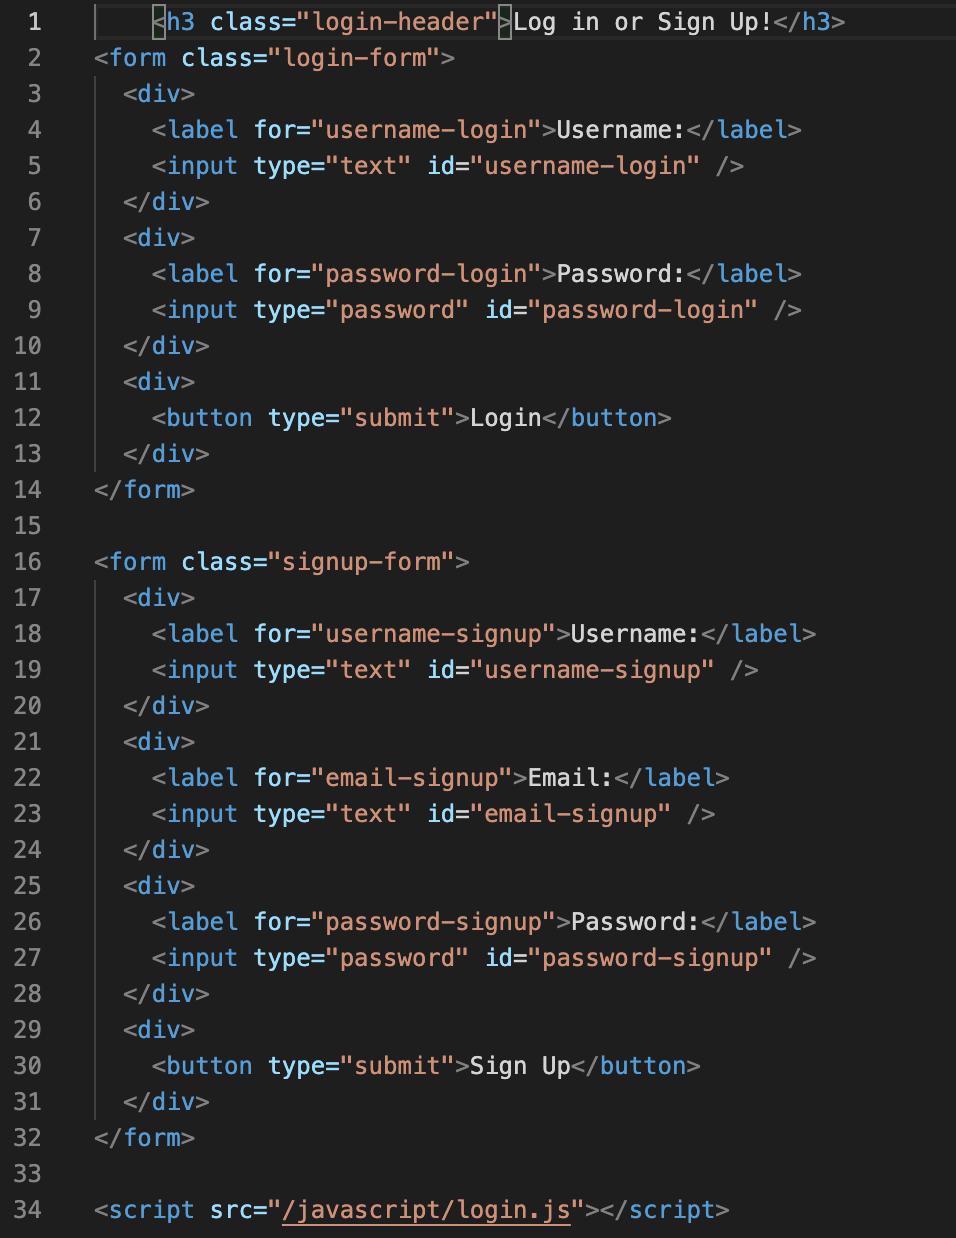 1 <h3 class="login-header">Log in or Sign Up!</h3>
2 <form class="login-form">
3 <div>
4 <label for="username-login">Username:</label>
5 <input type="text" id="username-login" />
6 </div>
7 <div>
8 <label for="password-login">Password:</label>
9 <input type="password" id="password-login" />
10 </div>
11 <div>
12 <button type="submit">Login</button>
13 </div>
14 </form>
15
16 <form class="signup-form">
17 <div>
18 <label for="username-signup">Username:</label>
19 <input type="text" id="username-signup" />
20 </div>
21 <div>
22 <label for="email-signup">Email:</label>
23 <input type="text" id="email-signup" />
24 </div>
25 <div>
26 <label for="password-signup">Password:</label>
27 <input type="password" id="password-signup" />
28 </div>
29 <div>
30 <button type="submit">Sign Up</button>
31 </div>
32 </form>
33
34 <script src="/javascript/login.js"></script>